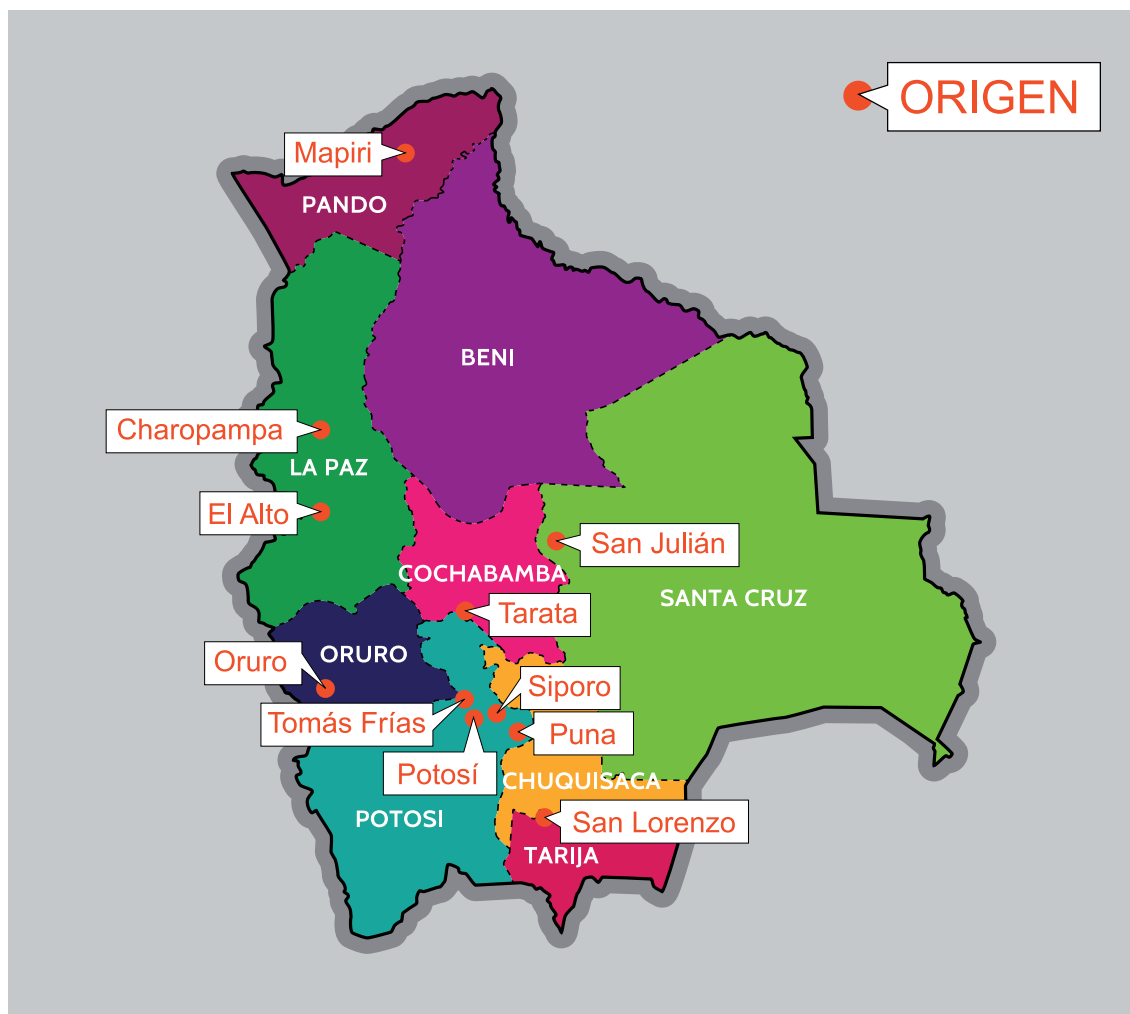 ORIGEN
Mapiri
PANDO
BENI
Charopampa
LA PAZ
El Alto
San Julián
COCHABAMBA
SANTA CRUZ
Tarata
Oruro
ORURO
Siporo
Tomás Frías
Puna
Potosí
CHUQUISACA
POTOSI
San Lorenzo
TARIJA